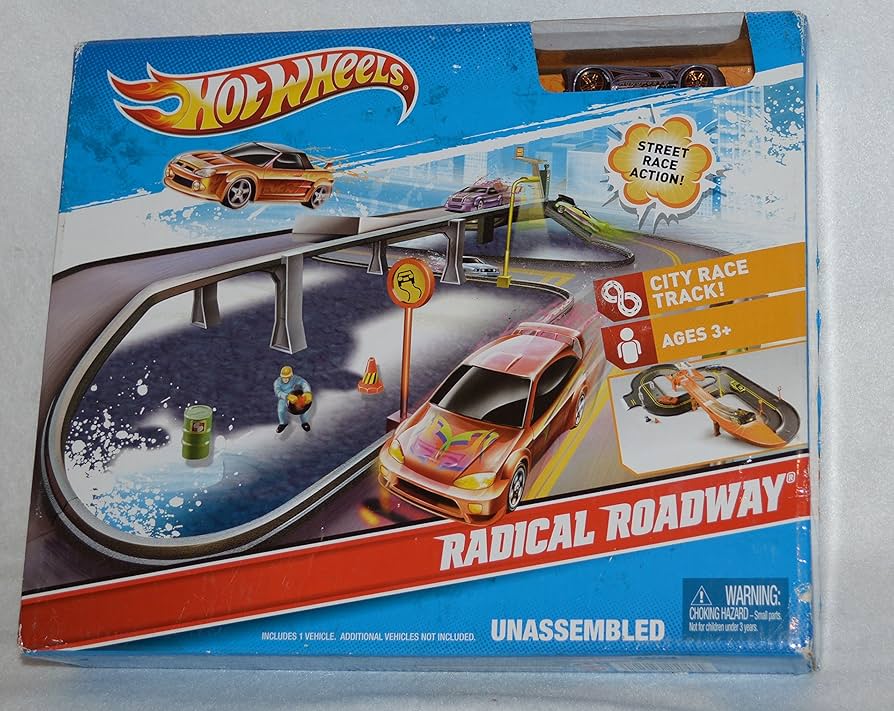 HOT WHEELS®
STREET
RACE
ACTION!
CITY RACE
TRACK!
AGES 3+
RADICAL ROADWAY®
WARNING:
CHOKING HAZARD – Small parts.
Not for children under 3 years.
INCLUDES 1 VEHICLE. ADDITIONAL VEHICLES NOT INCLUDED.
UNASSEMBLED